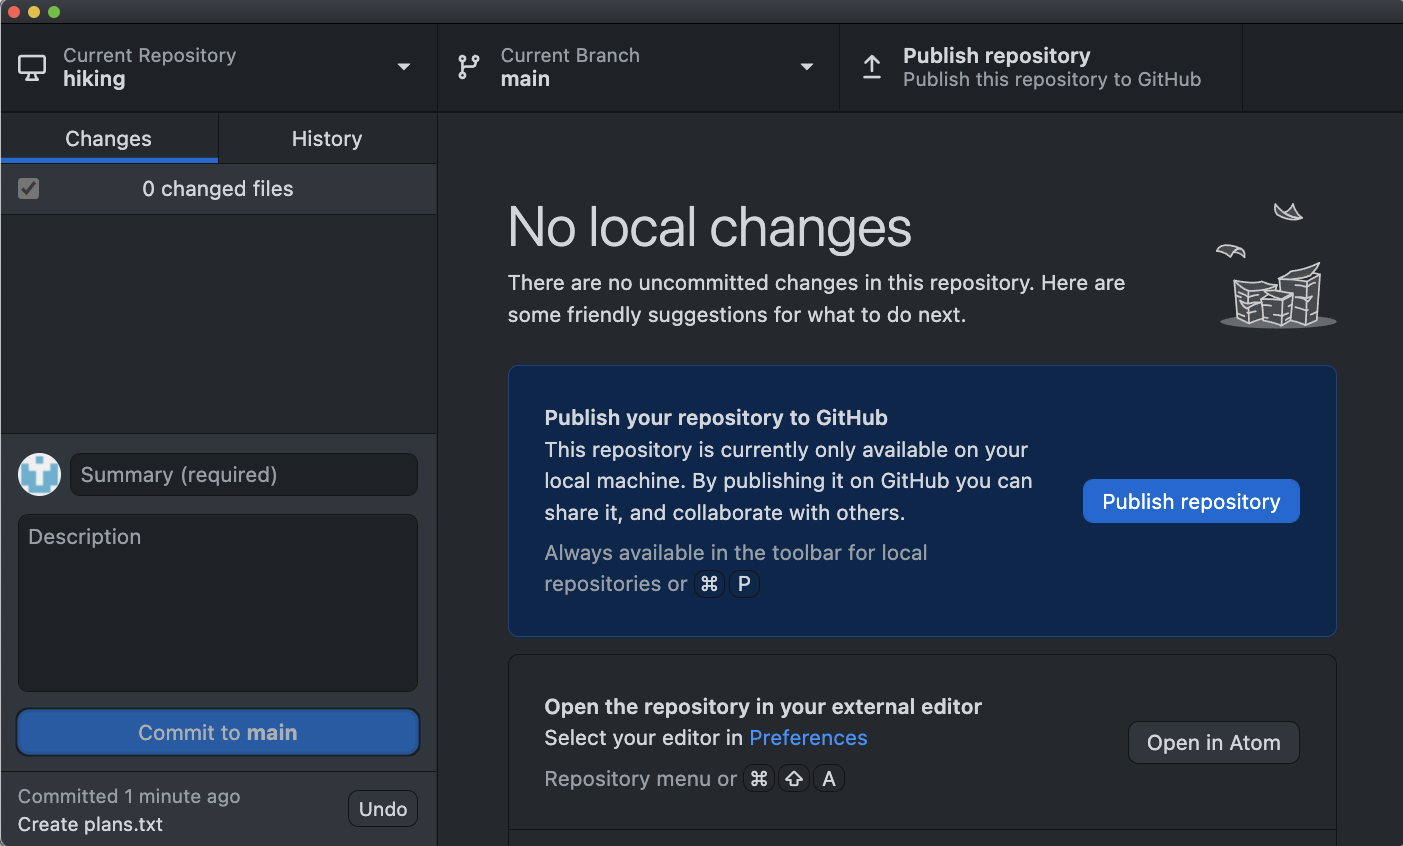 Current Repository
hiking
Current Branch
main
Publish repository
Publish this repository to GitHub
Changes
History
0 changed files
No local changes
There are no uncommitted changes in this repository. Here are
some friendly suggestions for what to do next.
Publish your repository to GitHub
This repository is currently only available on your
local machine. By publishing it on GitHub you can
share it, and collaborate with others.
Always available in the toolbar for local
repositories or ⌘ P
Publish repository
Open the repository in your external editor
Select your editor in Preferences
Repository menu or ⌘ ⇧ A
Open in Atom
Summary (required)
Description
Commit to main
Committed 1 minute ago
Create plans.txt
Undo